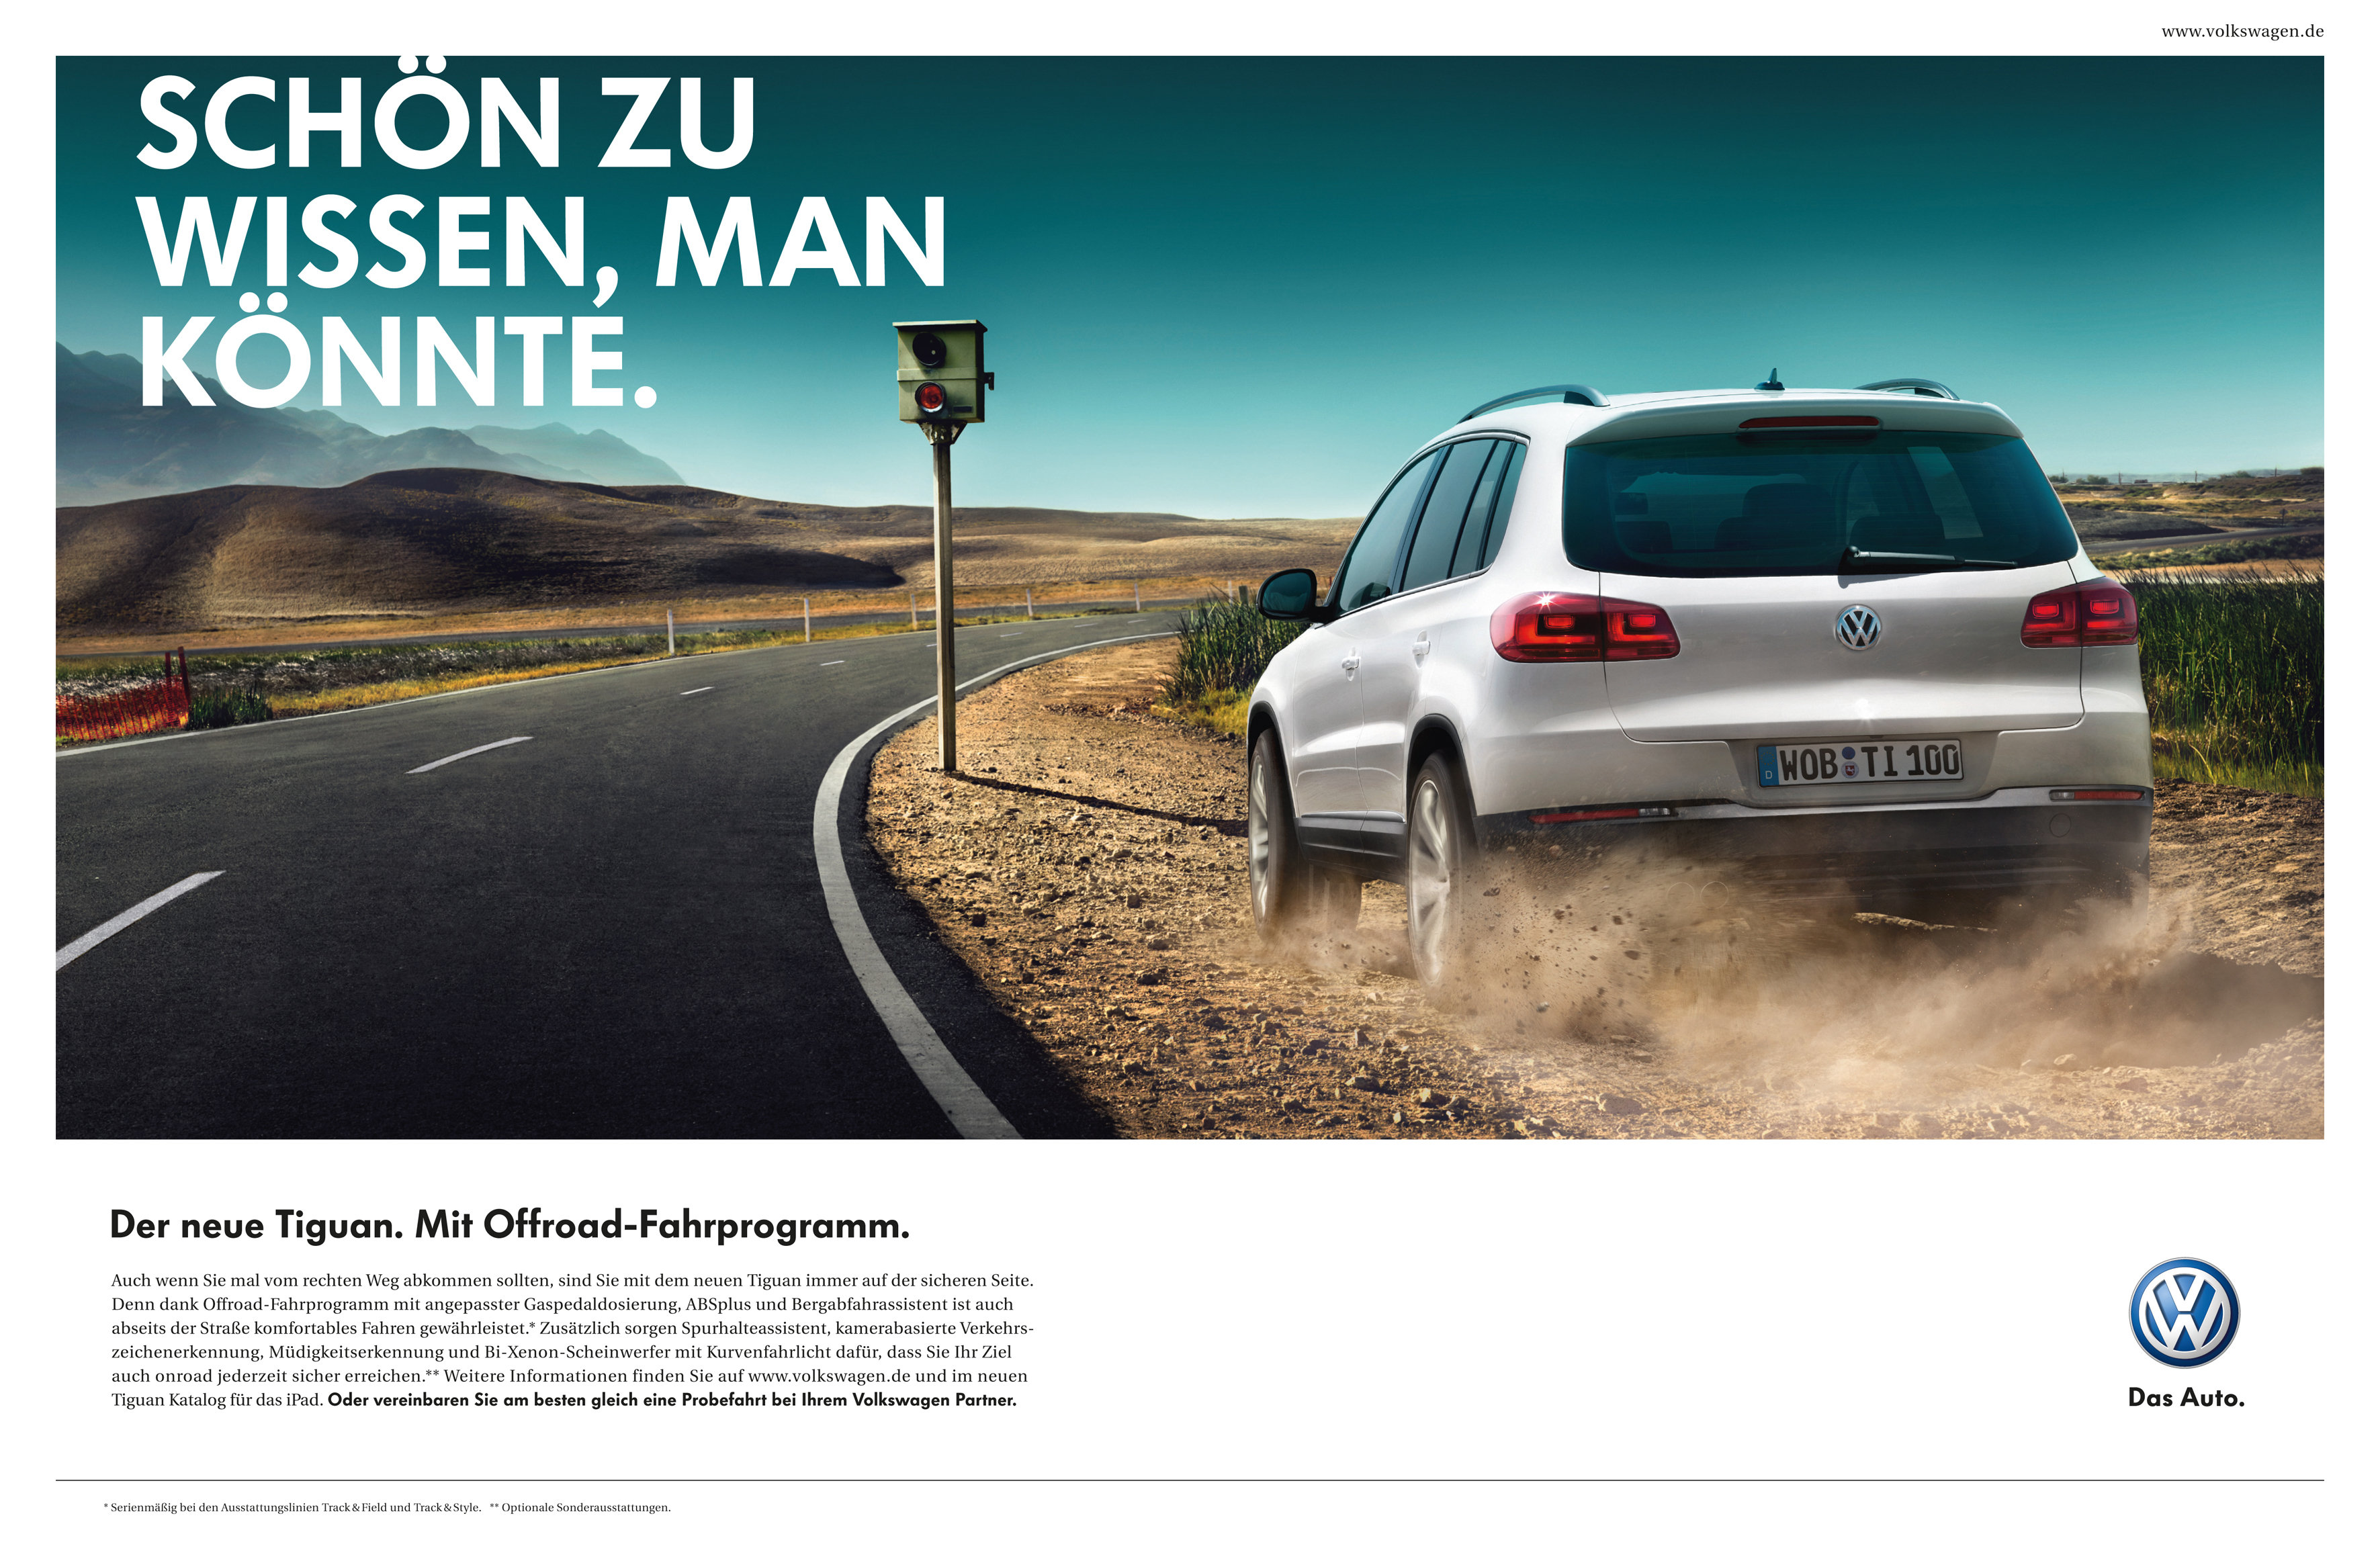 www.volkswagen.de
SCHÖN ZU
WISSEN, MAN
KÖNNTE.
WOB TI 100
D
Der neue Tiguan. Mit Offroad-Fahrprogramm.
Auch wenn Sie mal vom rechten Weg abkommen sollten, sind Sie mit dem neuen Tiguan immer auf der sicheren Seite.
Denn dank Offroad-Fahrprogramm mit angepasster Gaspedaldosierung, ABSplus und Bergabfahrassistent ist auch
abseits der Straße komfortables Fahren gewährleistet.* Zusätzlich sorgen Spurhalteassistent, kamerabasierte Verkehrs-
zeichenerkennung, Müdigkeitserkennung und Bi-Xenon-Scheinwerfer mit Kurvenfahrlicht dafür, dass Sie Ihr Ziel
auch onroad jederzeit sicher erreichen.** Weitere Informationen finden Sie auf www.volkswagen.de und im neuen
Tiguan Katalog für das iPad. Oder vereinbaren Sie am besten gleich eine Probefahrt bei Ihrem Volkswagen Partner.
Das Auto.
* Serienmäßig bei den Ausstattungslinien Track & Field und Track & Style. ** Optionale Sonderausstattungen.